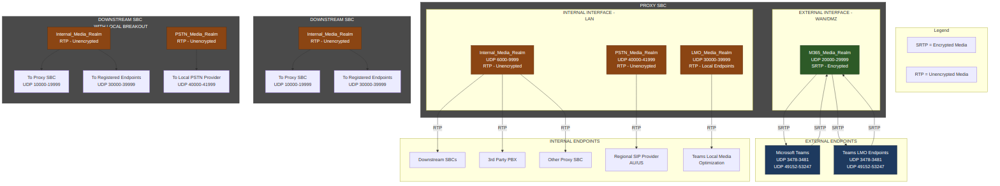 DOWNSTREAM SBC
WITH LOCAL BREAKOUT
Internal_Media_Realm
RTP - Unencrypted
PSTN_Media_Realm
RTP - Unencrypted
To Proxy SBC
UDP 10000-19999
To Registered Endpoints
UDP 30000-39999
To Local PSTN Provider
UDP 40000-41999
DOWNSTREAM SBC
Internal_Media_Realm
RTP - Unencrypted
To Proxy SBC
UDP 10000-19999
To Registered Endpoints
UDP 30000-39999
PROXY SBC
INTERNAL INTERFACE -
LAN
Internal_Media_Realm
UDP 6000-9999
RTP - Unencrypted
PSTN_Media_Realm
UDP 40000-41999
RTP - Unencrypted
LMO_Media_Realm
UDP 30000-39999
RTP - Local Endpoints
EXTERNAL INTERFACE -
WAN/DMZ
M365_Media_Realm
UDP 20000-29999
SRTP - Encrypted
RTP
RTP
RTP
RTP
RTP
SRTP
SRTP
SRTP
SRTP
INTERNAL ENDPOINTS
Downstream SBCs
3rd Party PBX
Other Proxy SBC
Regional SIP Provider
AU/US
Teams Local Media
Optimization
EXTERNAL ENDPOINTS
Microsoft Teams
UDP 3478-3481
UDP 49152-53247
Teams LMO Endpoints
UDP 3478-3481
UDP 49152-53247
Legend
SRTP = Encrypted Media
RTP = Unencrypted Media